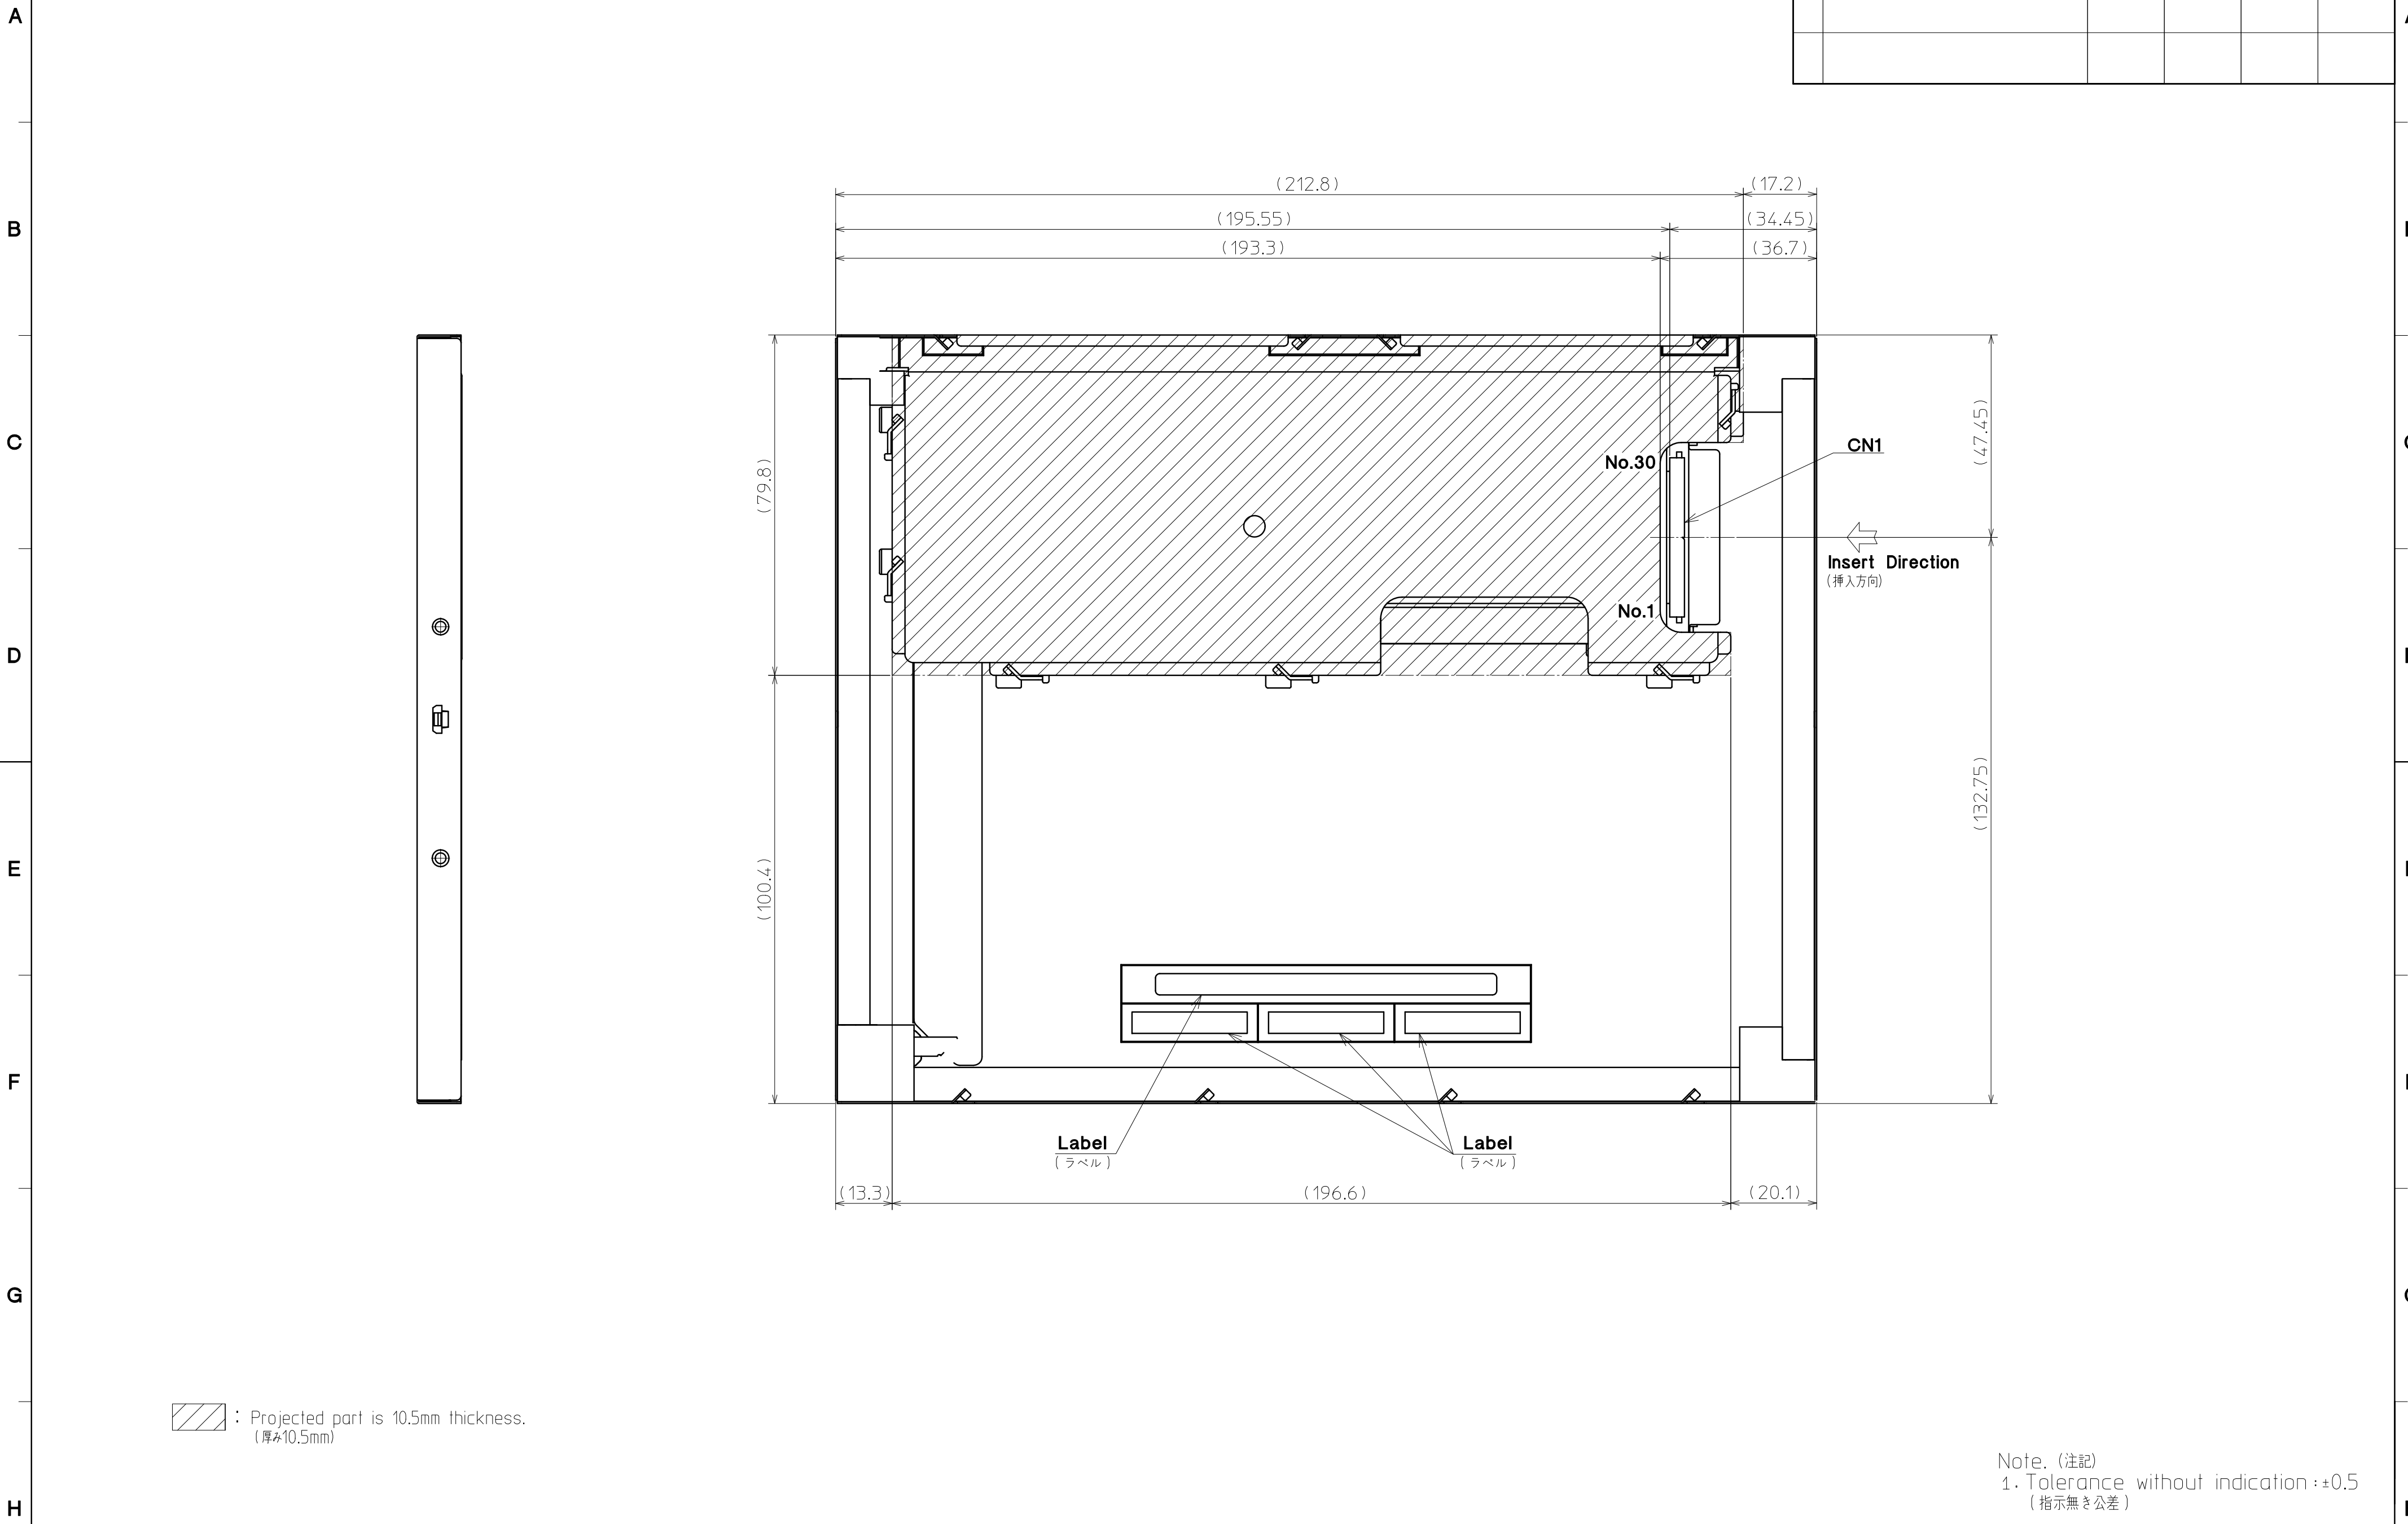 A
B
C
D
E
F
G
H
(212.8) (17.2)
(195.55) (34.45)
(193.3) (36.7)
(79.8)
(100.4)
(47.45)
(132.75)
No.30
CN1
Insert Direction
(挿入方向)
No.1
Label
(ラベル)
Label
(ラベル)
(13.3) (196.6) (20.1)
: Projected part is 10.5mm thickness.
(厚み10.5mm)
Note. (注記)
1. Tolerance without indication : ±0.5
(指示無き公差)